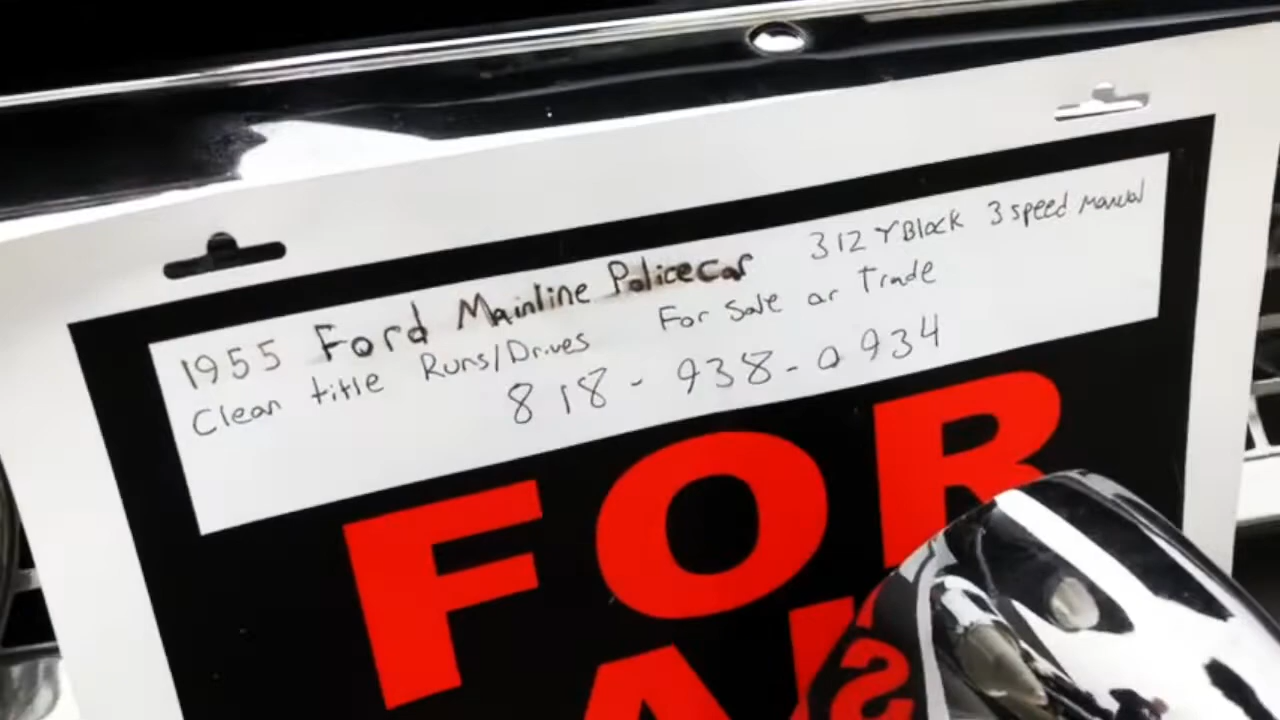 1955 Ford Mainline Policecar 312 Y Block 3 speed manual
Clean title Runs/Drives For Sale or Trade
818-938-0934
FOR